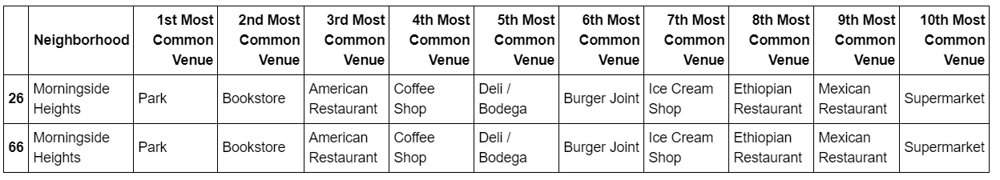 Neighborhood 1st Most Common Venue 2nd Most Common Venue 3rd Most Common Venue 4th Most Common Venue 5th Most Common Venue 6th Most Common Venue 7th Most Common Venue 8th Most Common Venue 9th Most Common Venue 10th Most Common Venue
26 Morningside Heights Park Bookstore American Restaurant Coffee Shop Deli / Bodega Burger Joint Ice Cream Shop Ethiopian Restaurant Mexican Restaurant Supermarket
66 Morningside Heights Park Bookstore American Restaurant Coffee Shop Deli / Bodega Burger Joint Ice Cream Shop Ethiopian Restaurant Mexican Restaurant Supermarket